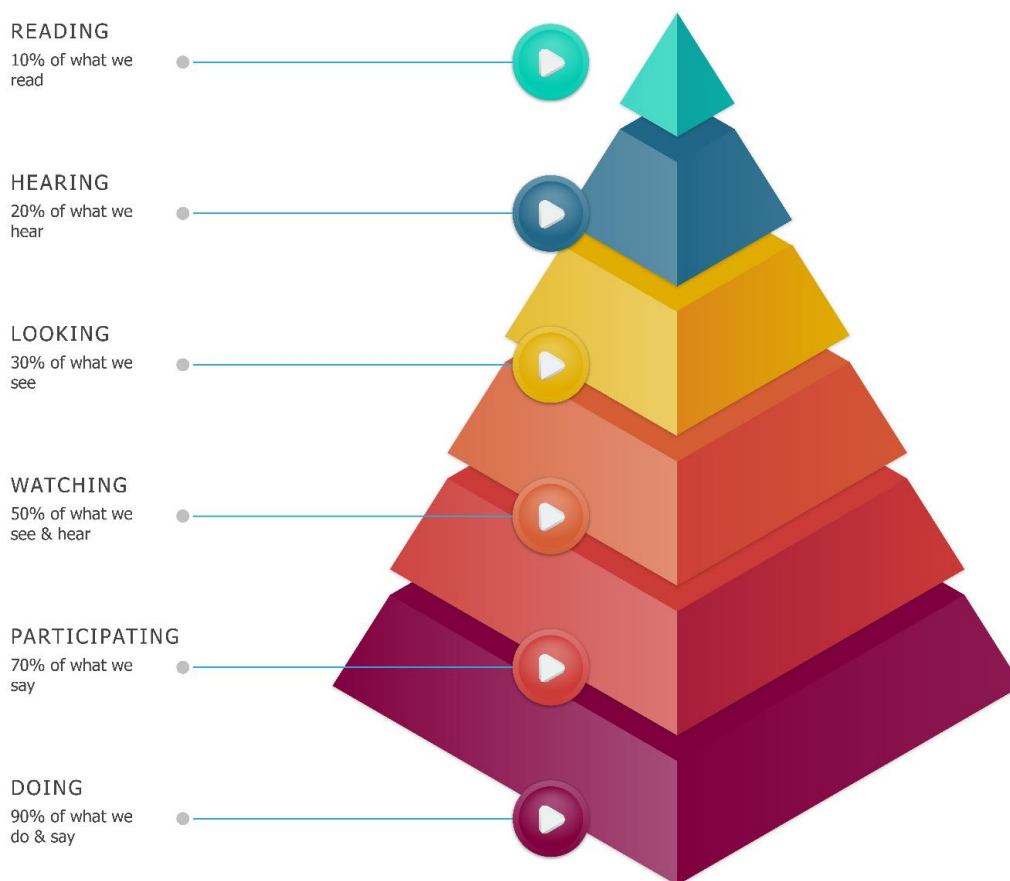 READING
10% of what we
read
HEARING
20% of what we
hear
LOOKING
30% of what we
see
WATCHING
50% of what we
see & hear
PARTICIPATING
70% of what we
say
DOING
90% of what we
do & say